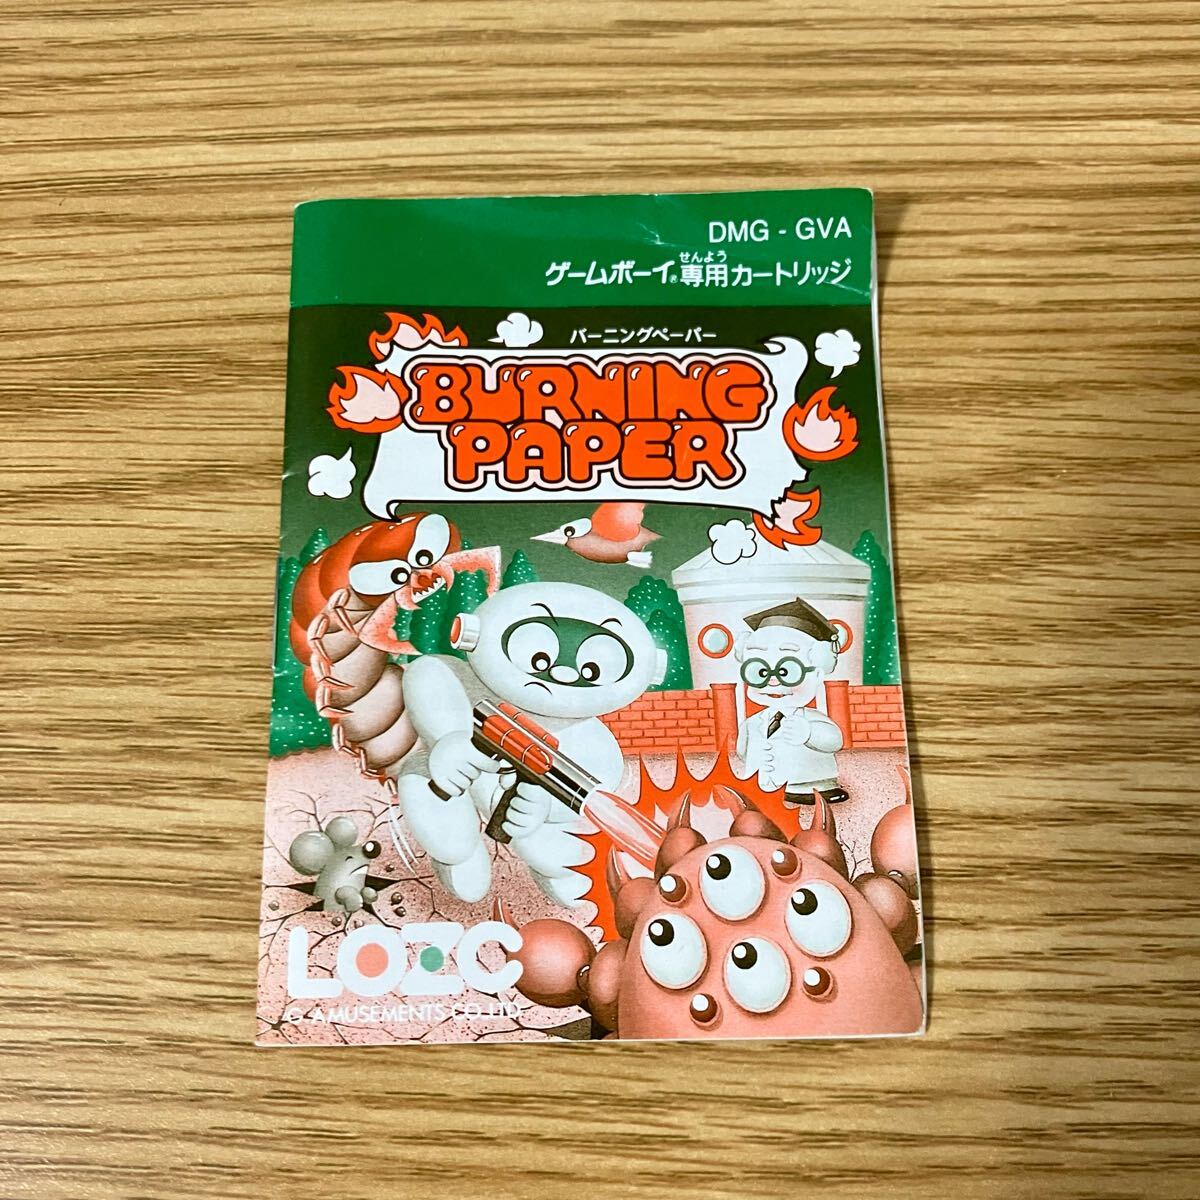 DMG - GVA
せんよう
ゲームボーイ®専用カートリッジ
バーニングペーパー
BURNING
PAPER
LOZC
G-AMUSEMENTS CO.LTD.